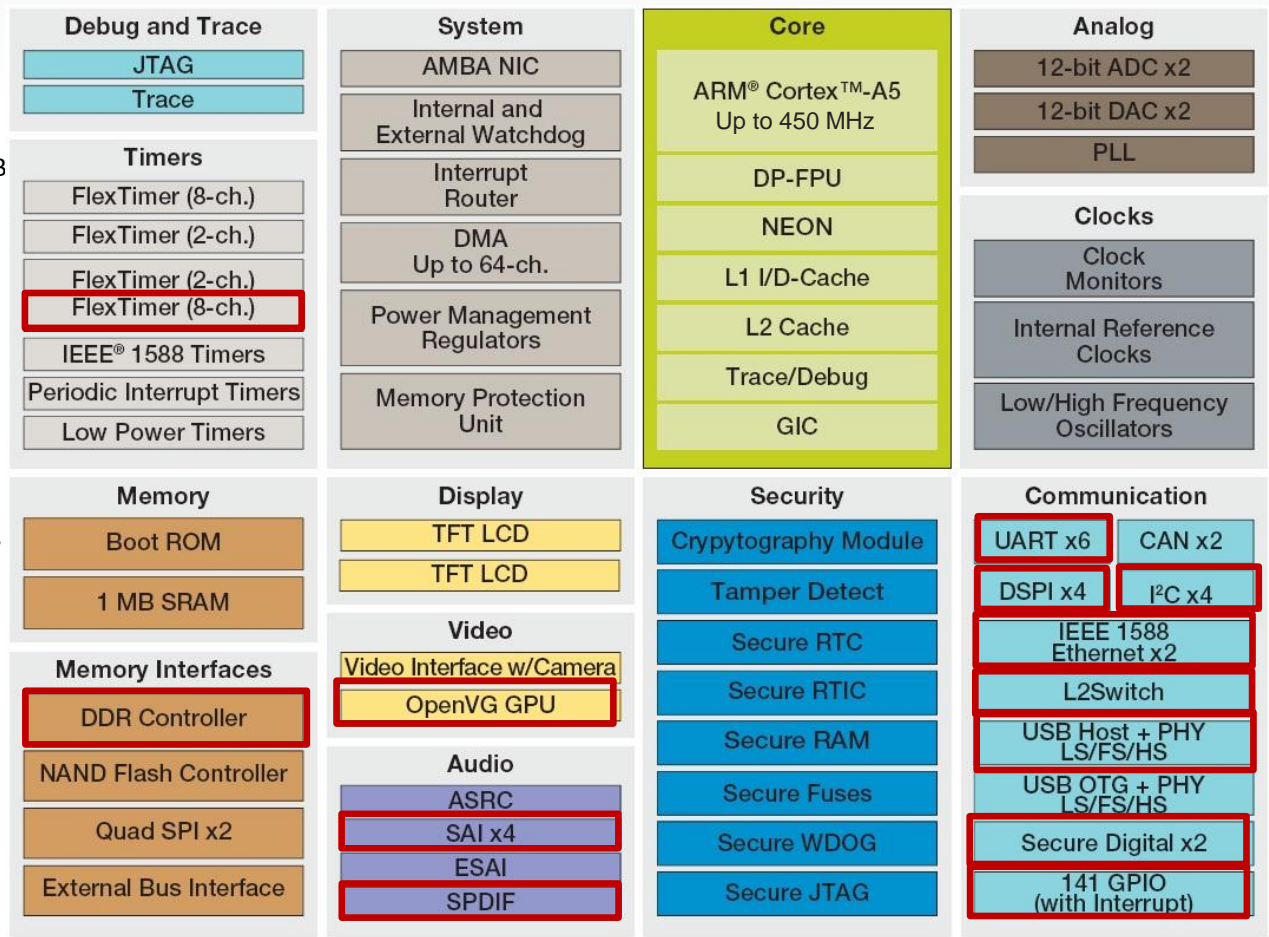 Debug and Trace
JTAG
Trace
3
Timers
FlexTimer (8-ch.)
FlexTimer (2-ch.)
FlexTimer (2-ch.)
FlexTimer (8-ch.)
IEEE® 1588 Timers
Periodic Interrupt Timers
Low Power Timers
System
AMBA NIC
Internal and
External Watchdog
Interrupt
Router
DMA
Up to 64-ch.
Power Management
Regulators
Memory Protection
Unit
Core
ARM® Cortex™-A5
Up to 450 MHz
DP-FPU
NEON
L1 I/D-Cache
L2 Cache
Trace/Debug
GIC
Analog
12-bit ADC x2
12-bit DAC x2
PLL
Clocks
Clock
Monitors
Internal Reference
Clocks
Low/High Frequency
Oscillators
Memory
Boot ROM
1 MB SRAM
Memory Interfaces
DDR Controller
NAND Flash Controller
Quad SPI x2
External Bus Interface
Display
TFT LCD
TFT LCD
Video
Video Interface w/Camera
OpenVG GPU
Audio
ASRC
SAI x4
ESAI
SPDIF
Security
Crypytography Module
Tamper Detect
Secure RTC
Secure RTIC
Secure RAM
Secure Fuses
Secure WDOG
Secure JTAG
Communication
UART x6
CAN x2
DSPI x4
I²C x4
IEEE 1588
Ethernet x2
L2Switch
USB Host + PHY
LS/FS/HS
USB OTG + PHY
LS/FS/HS
Secure Digital x2
141 GPIO
(with Interrupt)